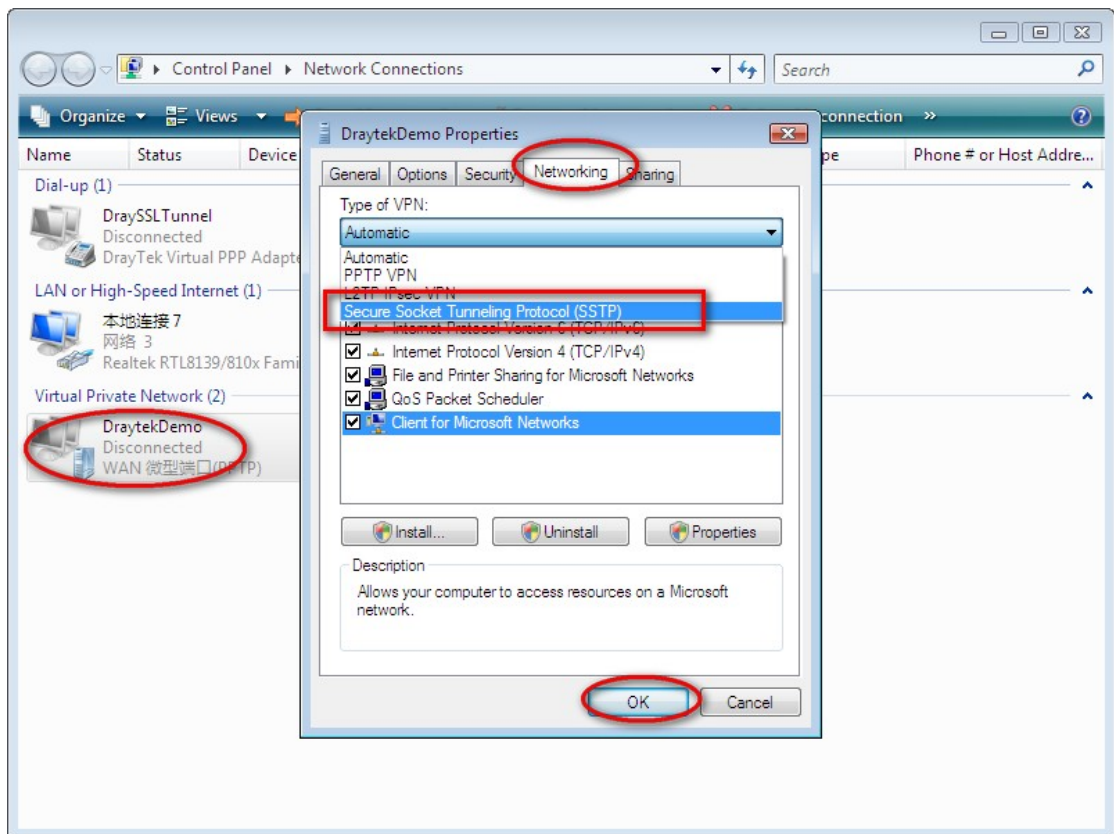 Control Panel ▸ Network Connections
Search
Organize
Views
connection »
Name Status Device
pe Phone # or Host Addre...
Dial-up (1)
DraySSLTunnel
Disconnected
DrayTek Virtual PPP Adapte
LAN or High-Speed Internet (1)
本地连接 7
网络 3
Realtek RTL8139/810x Fami
Virtual Private Network (2)
DraytekDemo
Disconnected
WAN 微型端口(PPTP)
DraytekDemo Properties
General Options Security Networking Sharing
Type of VPN:
Automatic
Automatic
PPTP VPN
L2TP IPsec VPN
Secure Socket Tunneling Protocol (SSTP)
Internet Protocol Version 6 (TCP/IPv6)
Internet Protocol Version 4 (TCP/IPv4)
File and Printer Sharing for Microsoft Networks
QoS Packet Scheduler
Client for Microsoft Networks
Install... Uninstall Properties
Description
Allows your computer to access resources on a Microsoft
network.
OK Cancel